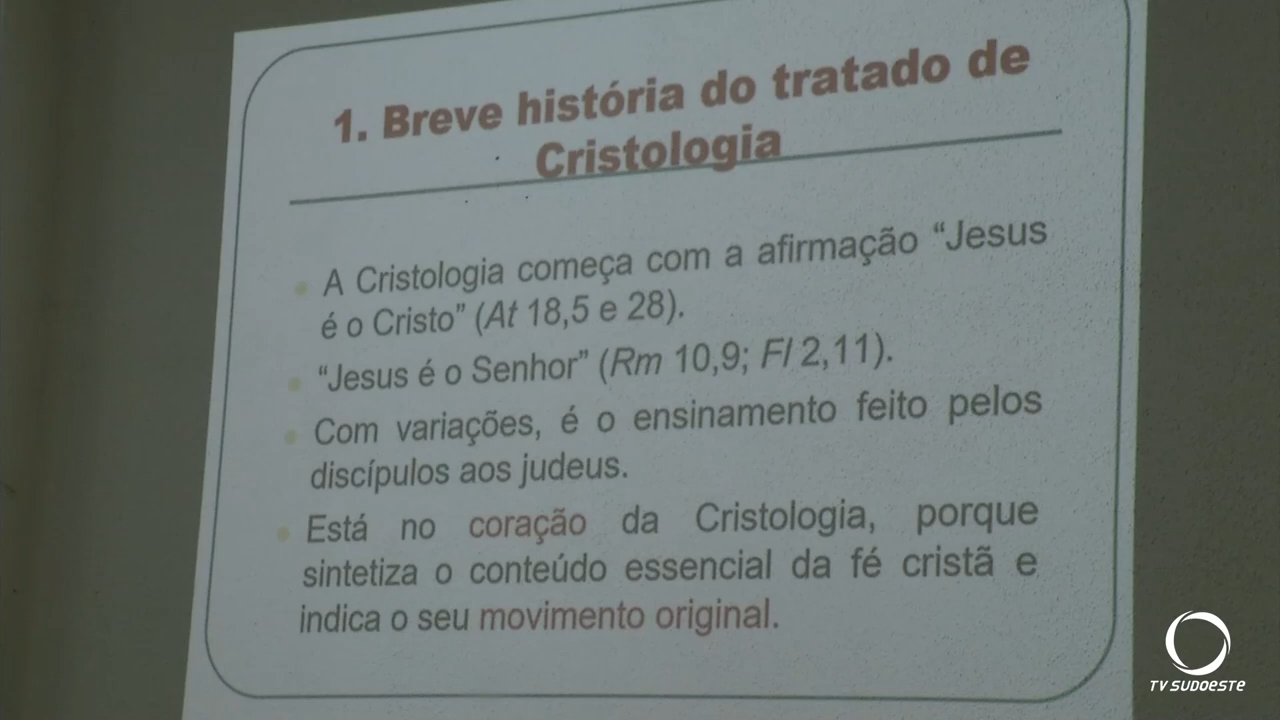 1. Breve história do tratado de
Cristologia
A Cristologia começa com a afirmação “Jesus
é o Cristo” (At 18,5 e 28).
“Jesus é o Senhor” (Rm 10,9; Fl 2,11).
Com variações, é o ensinamento feito pelos
discípulos aos judeus.
Está no coração da Cristologia, porque
sintetiza o conteúdo essencial da fé cristã e
indica o seu movimento original.
TV SUDOESTE